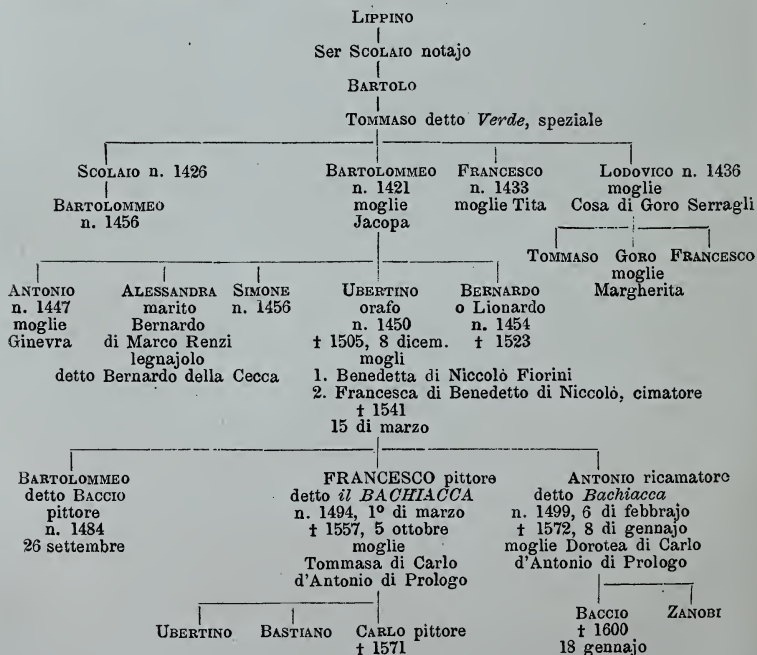 LIPPINO
Ser SCOLAIO notajo
BARTOLO
TOMMASO detto Verde, speziale
SCOLAIO n. 1426
BARTOLOMMEO
n. 1456
BARTOLOMMEO
n. 1421
moglie
Jacopa
FRANCESCO
n. 1433
moglie Tita
LODOVICO n. 1436
moglie
Cosa di Goro Serragli
TOMMASO
GORO
moglie
Margherita
FRANCESCO
ANTONIO
n. 1447
moglie
Ginevra
ALESSANDRA
marito
Bernardo
di Marco Renzi
legnajolo
detto Bernardo della Cecca
SIMONE
n. 1456
UBERTINO
orafo
n. 1450
† 1505, 8 dicem.
mogli
1. Benedetta di Niccolò Fiorini
2. Francesca di Benedetto di Niccolò, cimatore
† 1541
15 di marzo
BERNARDO
o Lionardo
n. 1454
† 1523
BARTOLOMMEO
detto BACCIO
pittore
n. 1484
26 settembre
FRANCESCO pittore
detto il BACHIACCA
n. 1494, 1º di marzo
† 1557, 5 ottobre
moglie
Tommasa di Carlo
d'Antonio di Prologo
ANTONIO ricamatore
detto Bachiacca
n. 1499, 6 di febbrajo
† 1572, 8 di gennajo
moglie Dorotea di Carlo
d'Antonio di Prologo
UBERTINO
BASTIANO
CARLO pittore
† 1571
BACCIO
† 1600
18 gennajo
ZANOBI